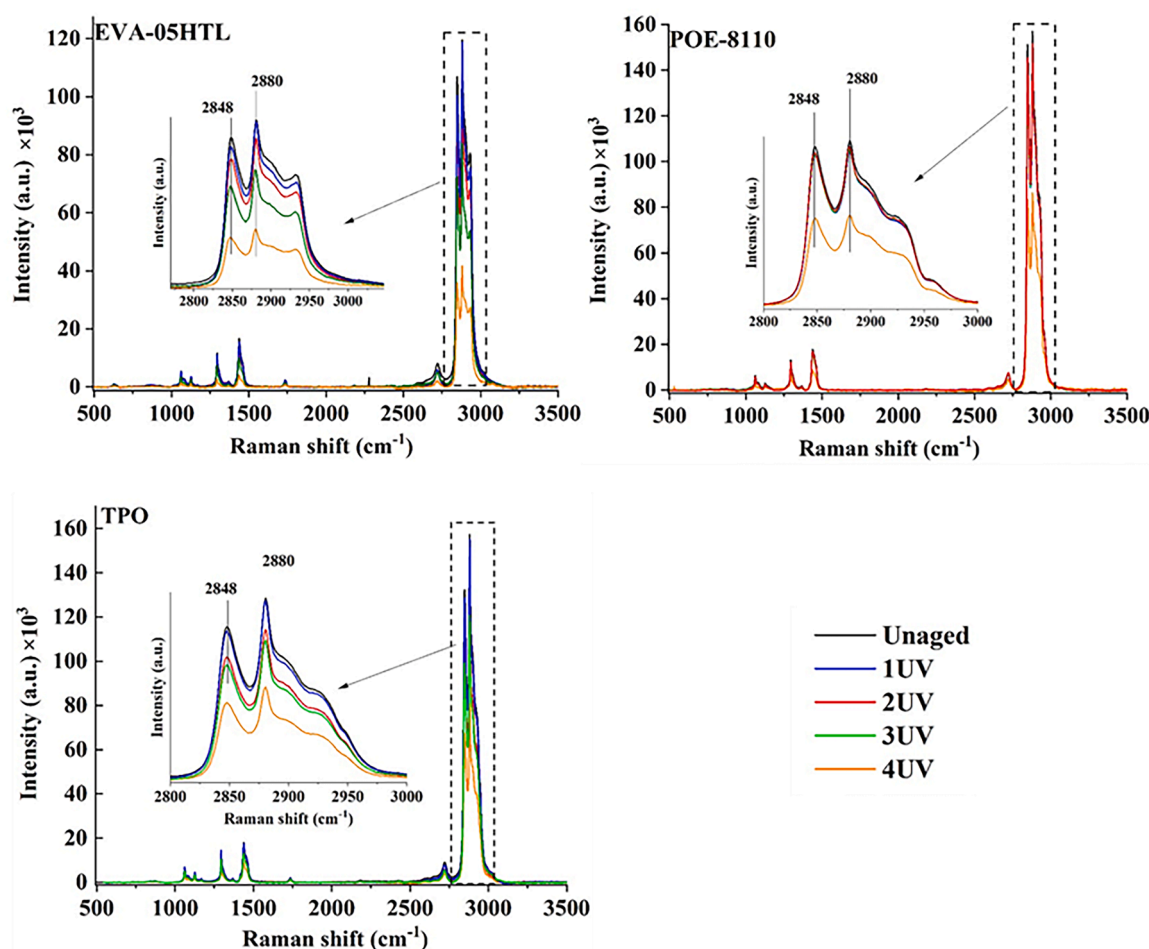 EVA-05HTL
Intensity (a.u.) ×10³
120
100
80
60
40
20
0
500 1000 1500 2000 2500 3000 3500
Raman shift (cm⁻¹)
2848
2880
Intensity (a.u.)
2800 2850 2900 2950 3000
POE-8110
Intensity (a.u.) ×10³
160
140
120
100
80
60
40
20
0
500 1000 1500 2000 2500 3000 3500
Raman shift (cm⁻¹)
2848
2880
Intensity (a.u.)
2800 2850 2900 2950 3000
TPO
Intensity (a.u.) ×10³
160
140
120
100
80
60
40
20
0
500 1000 1500 2000 2500 3000 3500
Raman shift (cm⁻¹)
2848
2880
Intensity (a.u.)
2800 2850 2900 2950 3000
Raman shift (cm⁻¹)
Unaged
1UV
2UV
3UV
4UV